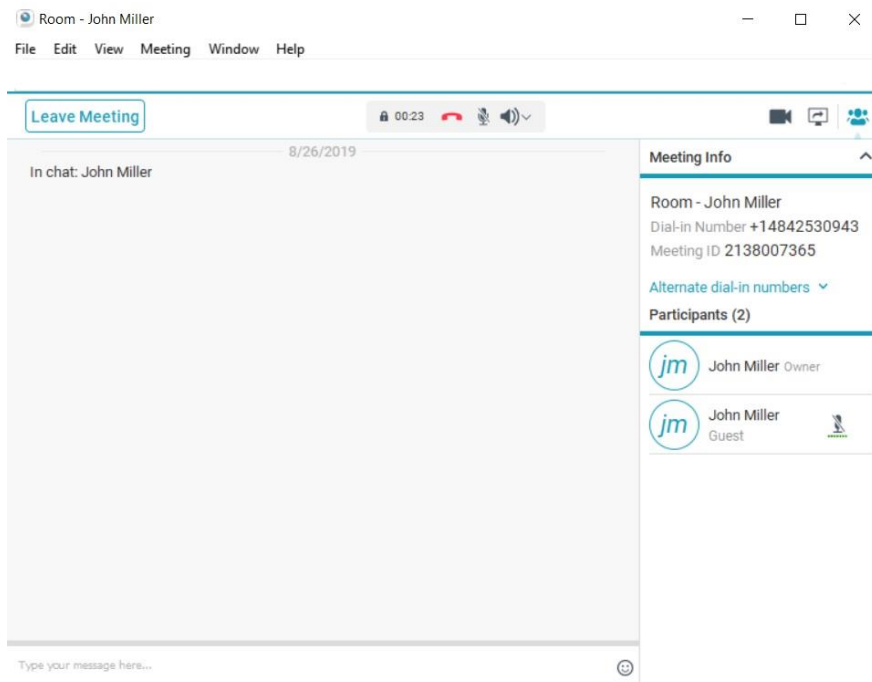 Room - John Miller
File Edit View Meeting Window Help
Leave Meeting
00:23
8/26/2019
In chat: John Miller
Meeting Info
Room - John Miller
Dial-in Number +14842530943
Meeting ID 2138007365
Alternate dial-in numbers
Participants (2)
jm
John Miller Owner
jm
John Miller
Guest
Type your message here...